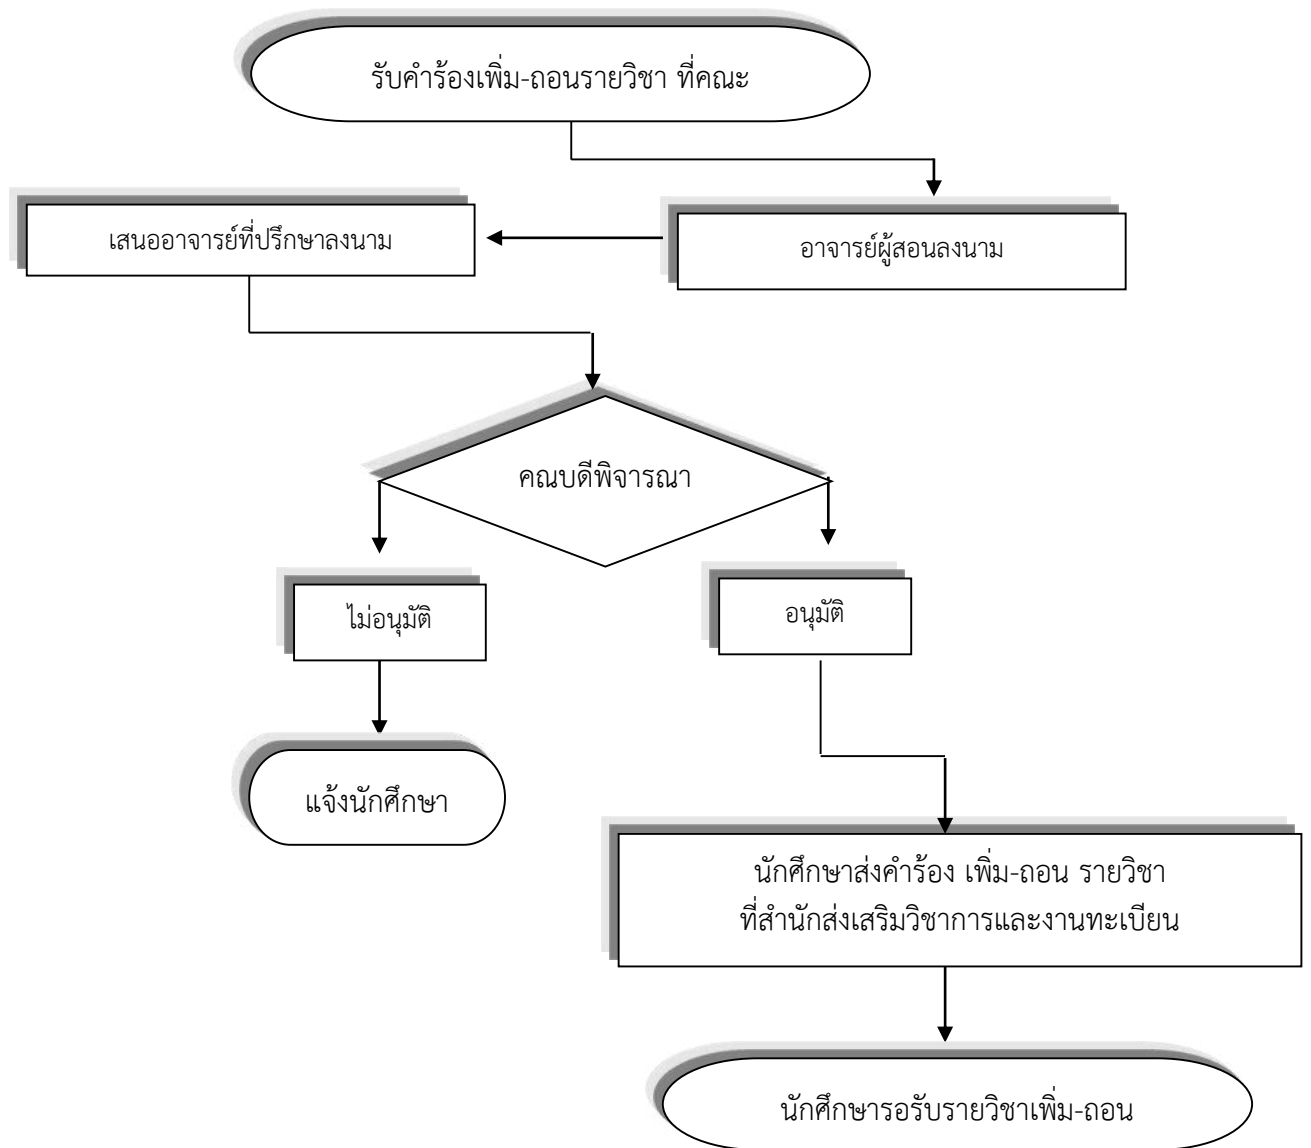 รับคำร้องเพิ่ม-ถอนรายวิชา ที่คณะ
อาจารย์ผู้สอนลงนาม
เสนออาจารย์ที่ปรึกษาลงนาม
คณบดีพิจารณา
ไม่อนุมัติ
อนุมัติ
แจ้งนักศึกษา
นักศึกษาส่งคำร้อง เพิ่ม-ถอน รายวิชา
ที่สำนักส่งเสริมวิชาการและงานทะเบียน
นักศึกษารอรับรายวิชาเพิ่ม-ถอน